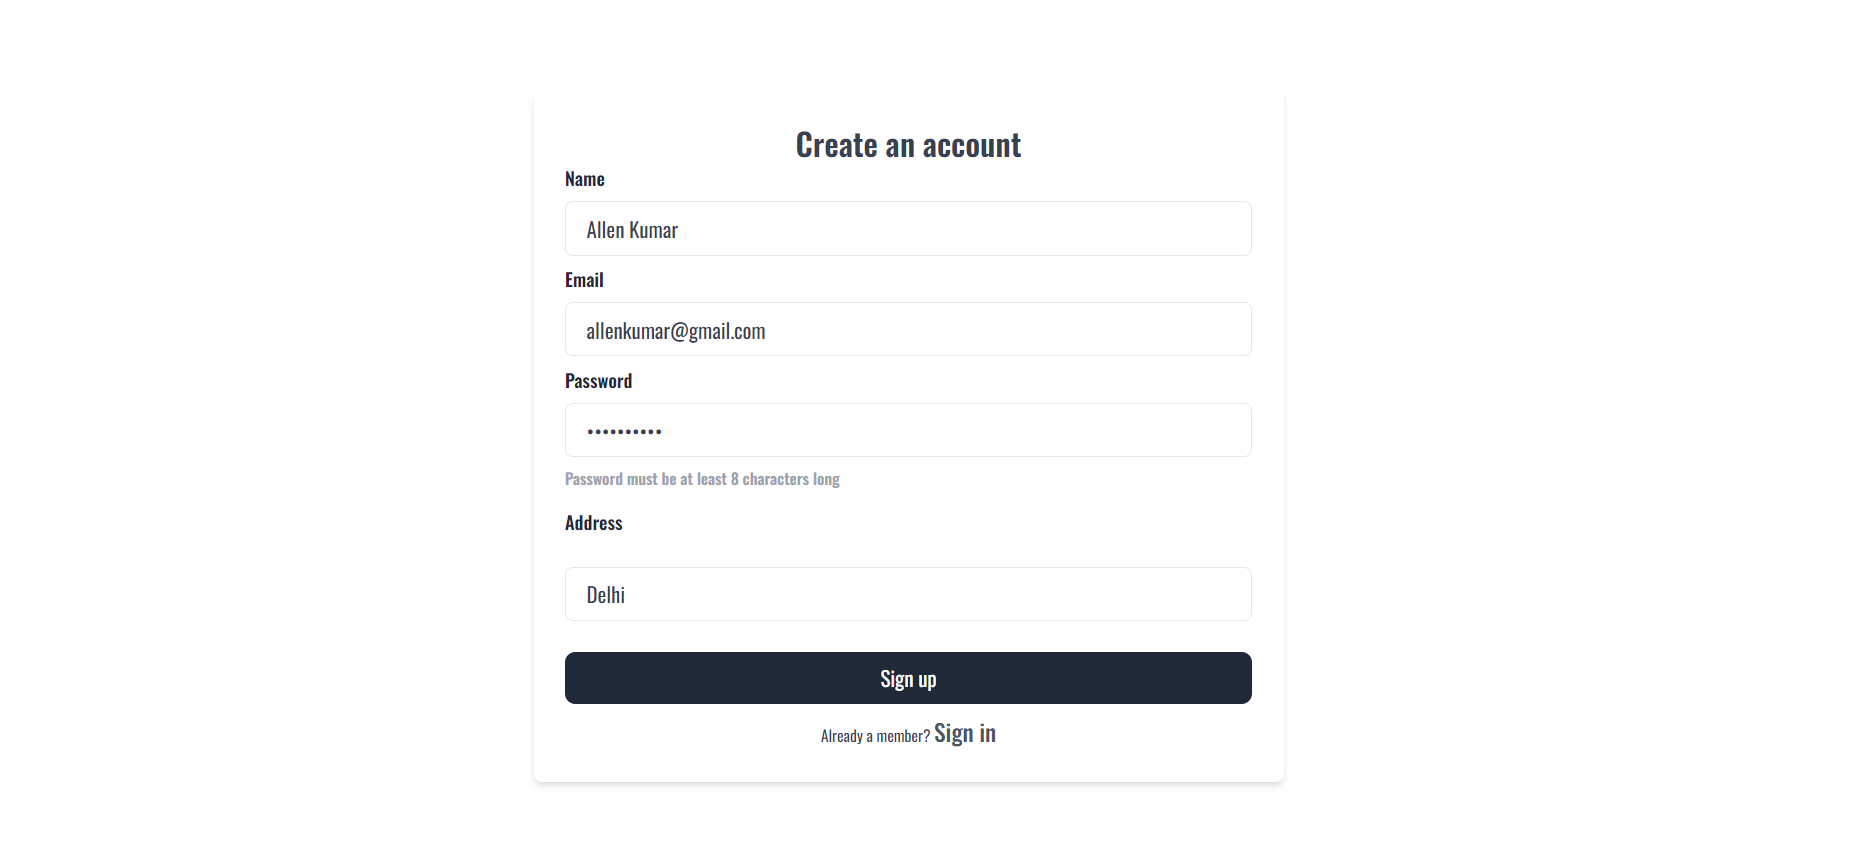 Create an account
Name
Allen Kumar
Email
allenkumar@gmail.com
Password
••••••••••
Password must be at least 8 characters long
Address
Delhi
Sign up
Already a member? Sign in